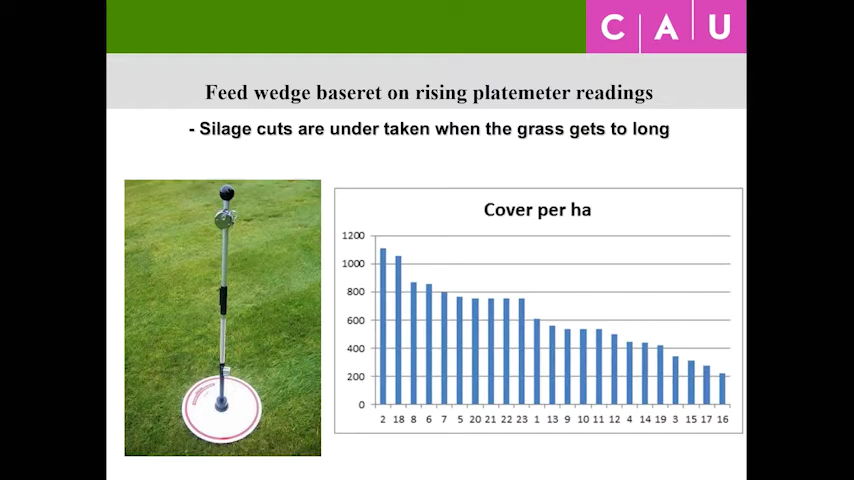 CAU
Feed wedge baseret on rising platemeter readings
- Silage cuts are under taken when the grass gets to long
Cover per ha
1200
1000
800
600
400
200
0
2 18 8 6 7 5 20 21 22 23 1 13 9 10 11 12 4 14 19 3 15 17 16